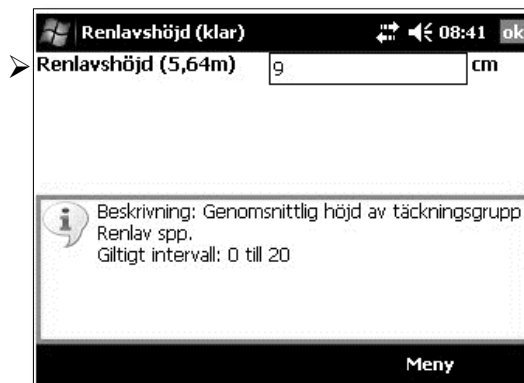 Renlavshöjd (klar) 08:41 ok
Renlavshöjd (5,64m) 9 cm
Beskrivning: Genomsnittlig höjd av täckningsgrupp
Renlav spp.
Giltigt intervall: 0 till 20
Meny